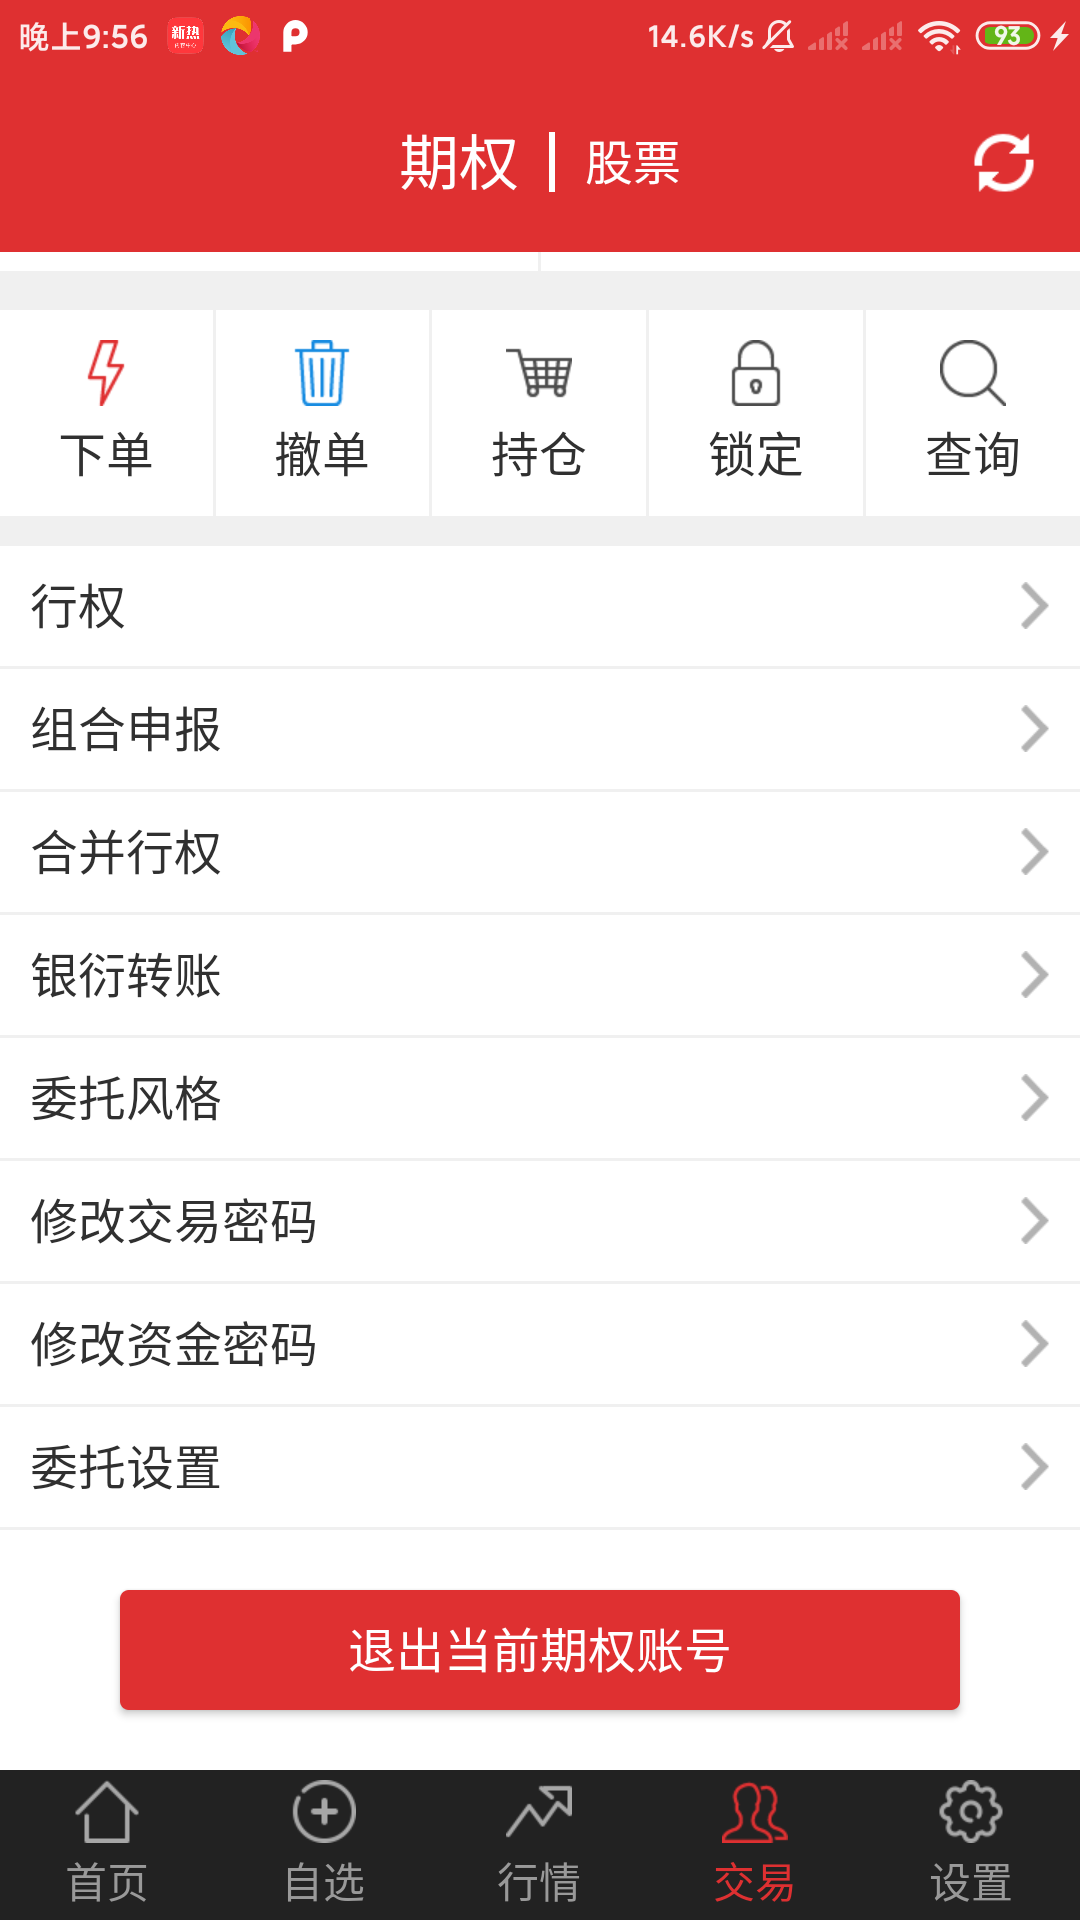 晚上9:56 新热 14.6K/s 93
期权 | 股票
下单 撤单 持仓 锁定 查询
行权
组合申报
合并行权
银衍转账
委托风格
修改交易密码
修改资金密码
委托设置
退出当前期权账号
首页 自选 行情 交易 设置